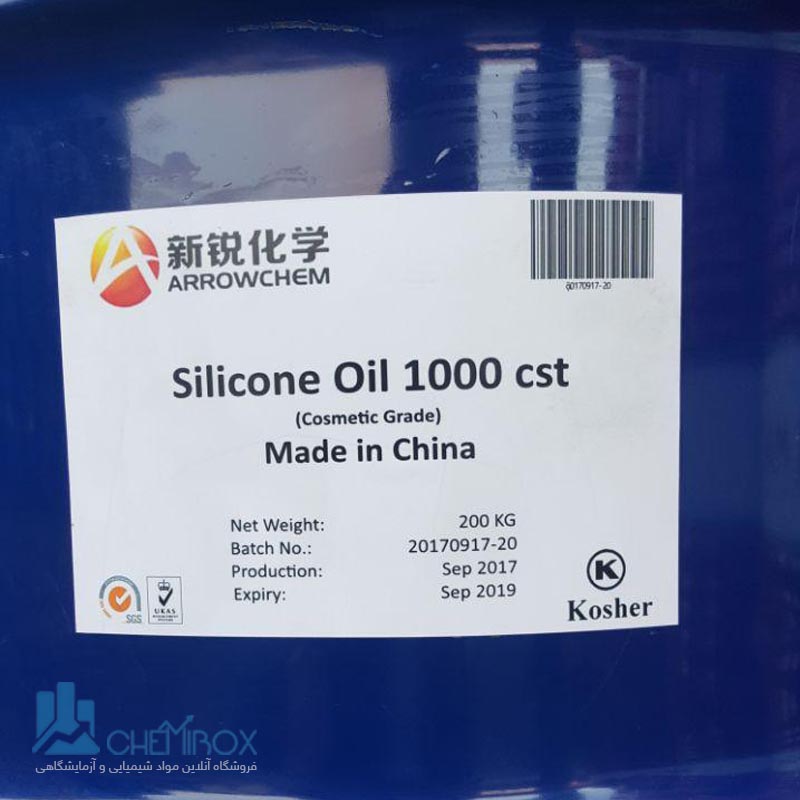 新锐化学
ARROWCHEM
20170917-20
Silicone Oil 1000 cst
(Cosmetic Grade)
Made in China
Net Weight: 200 KG
Batch No.: 20170917-20
Production: Sep 2017
Expiry: Sep 2019
SGS
UKAS
K
Kosher
CHEMIROX
فروشگاه آنلاین مواد شیمیایی و آزمایشگاهی